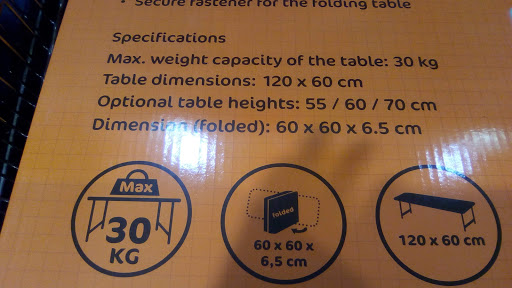 • Secure fastener for the folding table
Specifications
Max. weight capacity of the table: 30 kg
Table dimensions: 120 x 60 cm
Optional table heights: 55 / 60 / 70 cm
Dimension (folded): 60 x 60 x 6.5 cm
Max
30
KG
folded
60 x 60 x
6,5 cm
120 x 60 cm